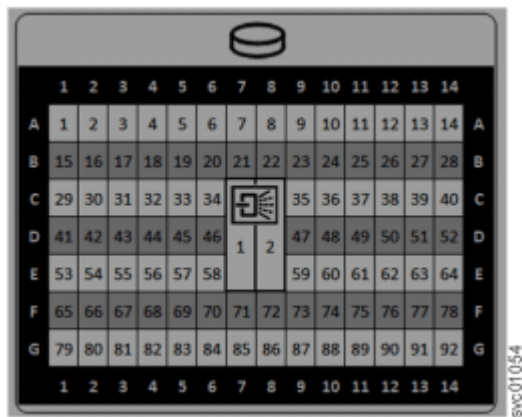 1 2 3 4 5 6 7 8 9 10 11 12 13 14
A 1 2 3 4 5 6 7 8 9 10 11 12 13 14 A
B 15 16 17 18 19 20 21 22 23 24 25 26 27 28 B
C 29 30 31 32 33 34 35 36 37 38 39 40 C
D 41 42 43 44 45 46 1 2 47 48 49 50 51 52 D
E 53 54 55 56 57 58 59 60 61 62 63 64 E
F 65 66 67 68 69 70 71 72 73 74 75 76 77 78 F
G 79 80 81 82 83 84 85 86 87 88 89 90 91 92 G
1 2 3 4 5 6 7 8 9 10 11 12 13 14
svc01054